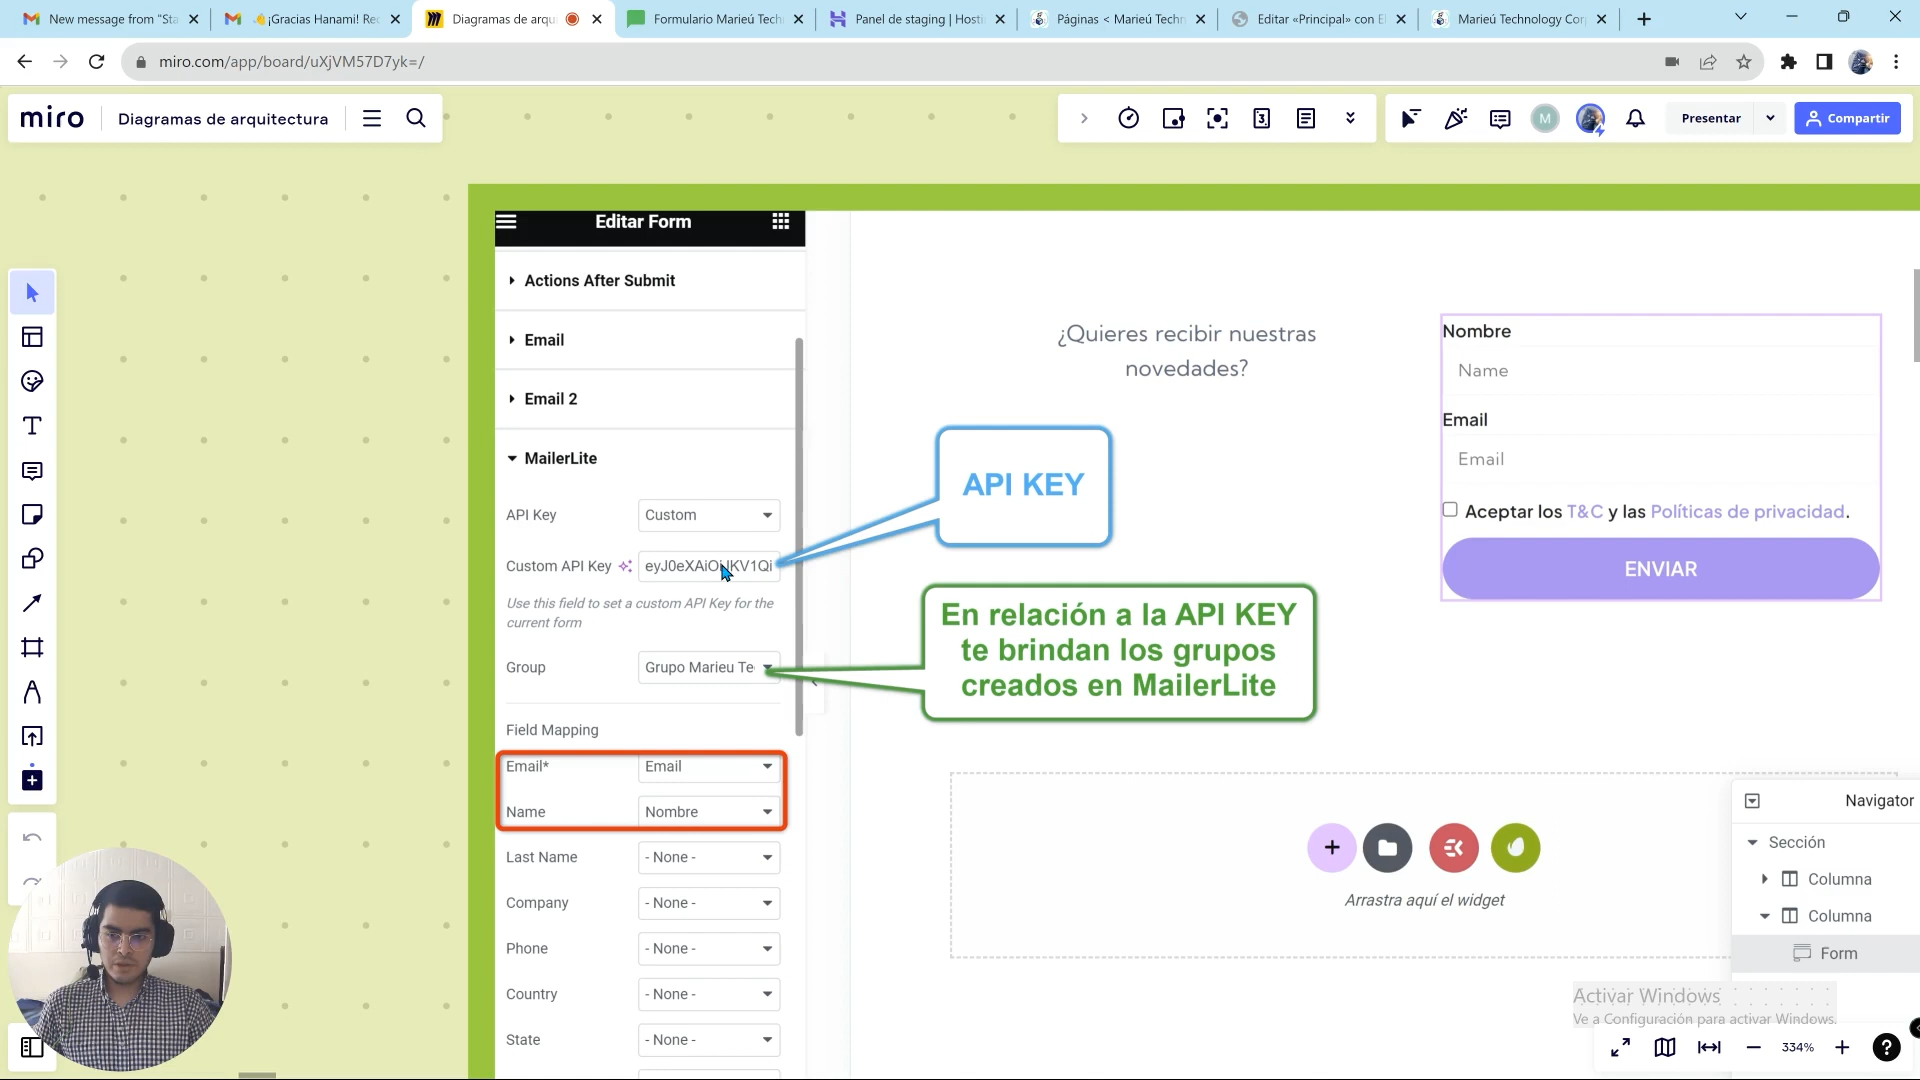 New message from "Sta
¡Gracias Hanami! Rec
Diagramas de arqu
Formulario Marieú Tech
Panel de staging | Hosti
Páginas < Marieú Techn
Editar «Principal» con El
Marieú Technology Cor
miro.com/app/board/uXjVM57D7yk=/
miro
Diagramas de arquitectura
3
M
Presentar
Compartir
Editar Form
Actions After Submit
Email
Email 2
MailerLite
API Key
Custom
Custom API Key
Use this field to set a custom API Key for the
current form
Group
Grupo Marieu Te
Field Mapping
Email*
Email
Name
Nombre
Last Name
- None -
Company
- None -
Phone
- None -
Country
- None -
State
- None -
API KEY
En relación a la API KEY
te brindan los grupos
creados en MailerLite
¿Quieres recibir nuestras
novedades?
Nombre
Name
Email
Email
Aceptar los T&C y las Políticas de privacidad.
ENVIAR
Arrastra aquí el widget
Navigator
Sección
Columna
Columna
Form
Activar Windows
Ve a Configuración para activar Windows.
334%